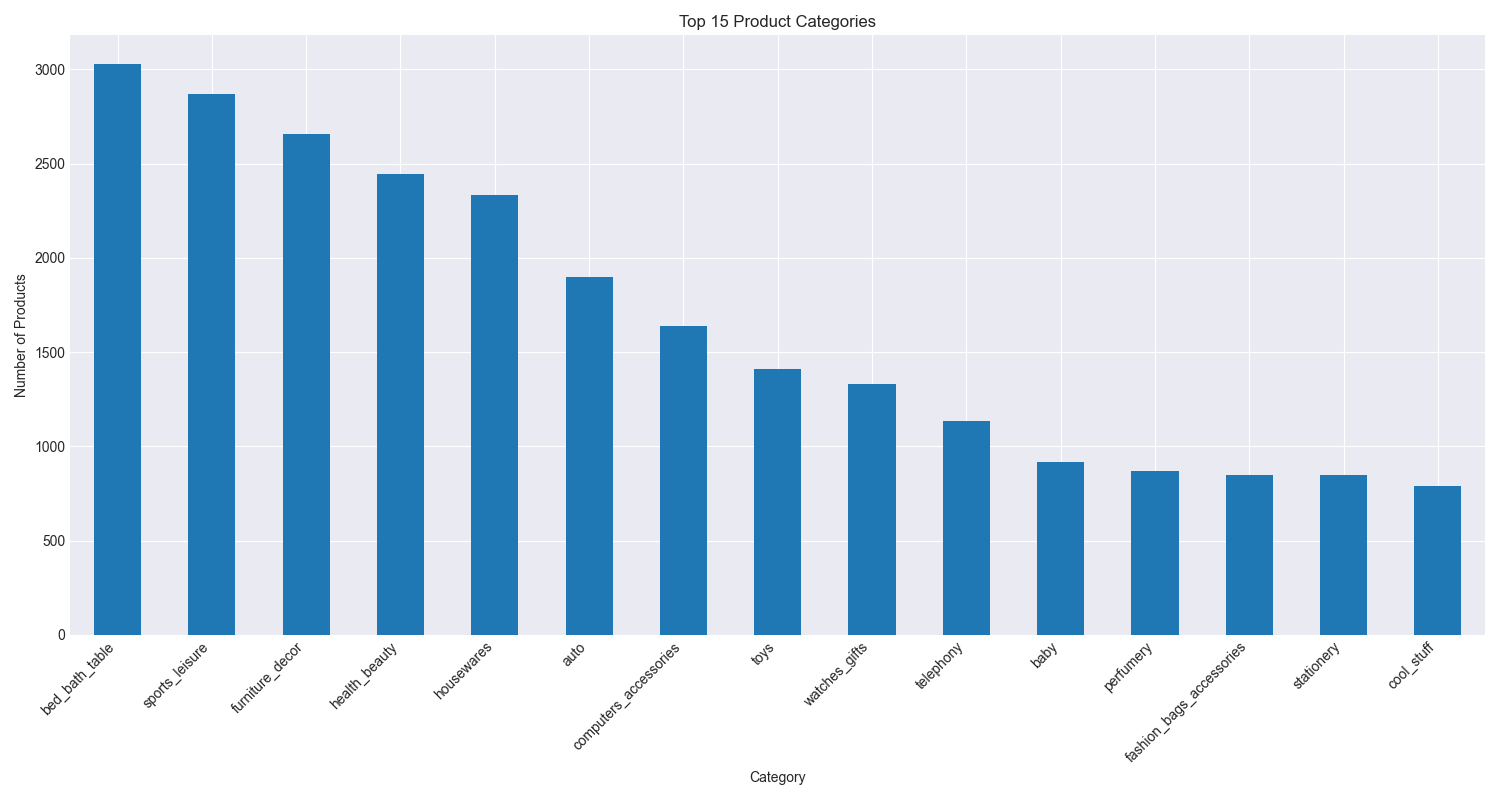 Top 15 Product Categories
3000
2500
2000
1500
1000
500
0
Number of Products
bed_bath_table
sports_leisure
furniture_decor
health_beauty
housewares
auto
computers_accessories
toys
watches_gifts
telephony
baby
perfumery
fashion_bags_accessories
stationery
cool_stuff
Category